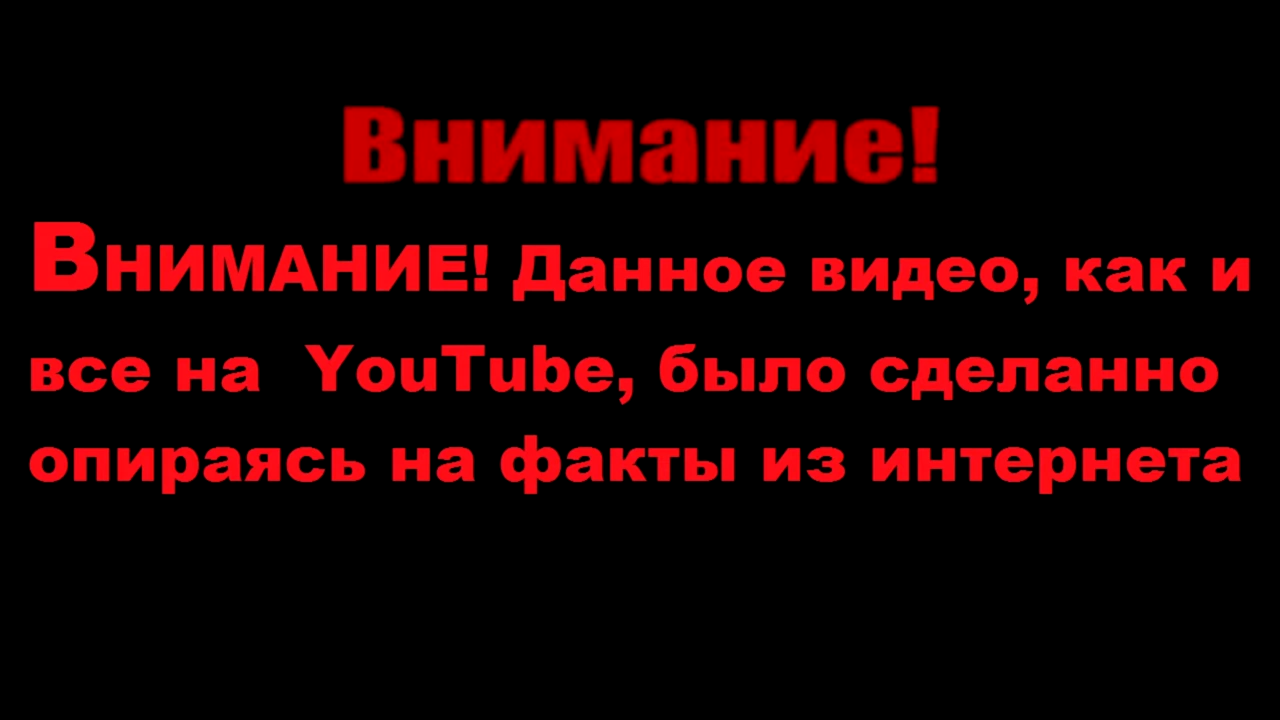 Внимание!
ВНИМАНИЕ! Данное видео, как и
все на YouTube, было сделанно
опираясь на факты из интернета